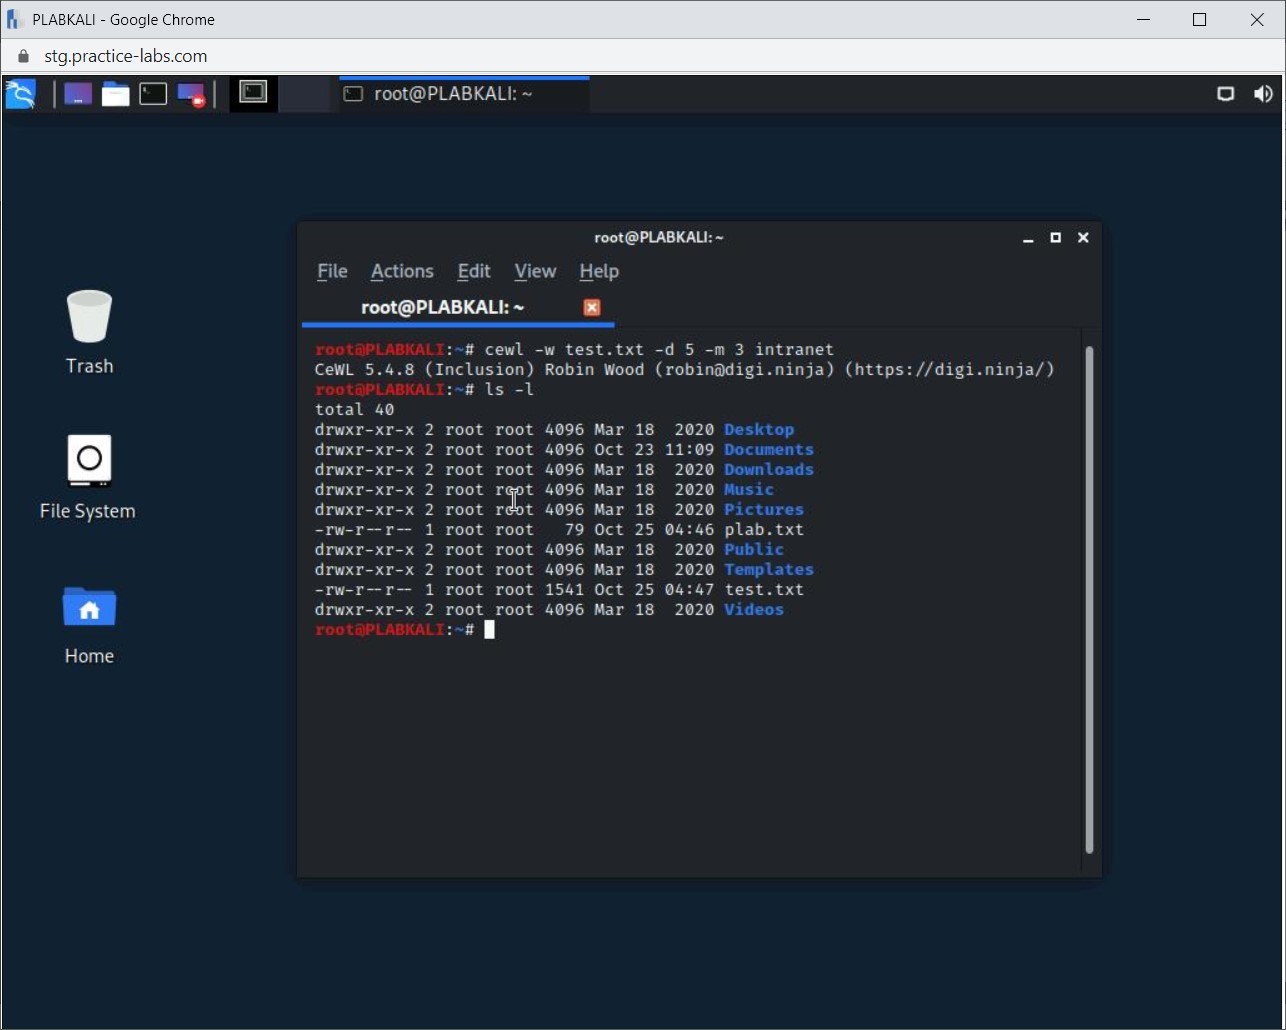 PLABKALI - Google Chrome
stg.practice-labs.com
root@PLABKALI: ~
Trash
File System
Home
root@PLABKALI:~
File Actions Edit View Help
root@PLABKALI: ~
root@PLABKALI:~# cewl -w test.txt -d 5 -m 3 intranet
CeWL 5.4.8 (Inclusion) Robin Wood (robin@digi.ninja) (https://digi.ninja/)
root@PLABKALI:~# ls -l
total 40
drwxr-xr-x 2 root root 4096 Mar 18  2020 Desktop
drwxr-xr-x 2 root root 4096 Oct 23 11:09 Documents
drwxr-xr-x 2 root root 4096 Mar 18  2020 Downloads
drwxr-xr-x 2 root root 4096 Mar 18  2020 Music
drwxr-xr-x 2 root root 4096 Mar 18  2020 Pictures
-rw-r--r-- 1 root root   79 Oct 25 04:46 plab.txt
drwxr-xr-x 2 root root 4096 Mar 18  2020 Public
drwxr-xr-x 2 root root 4096 Mar 18  2020 Templates
-rw-r--r-- 1 root root 1541 Oct 25 04:47 test.txt
drwxr-xr-x 2 root root 4096 Mar 18  2020 Videos
root@PLABKALI:~#